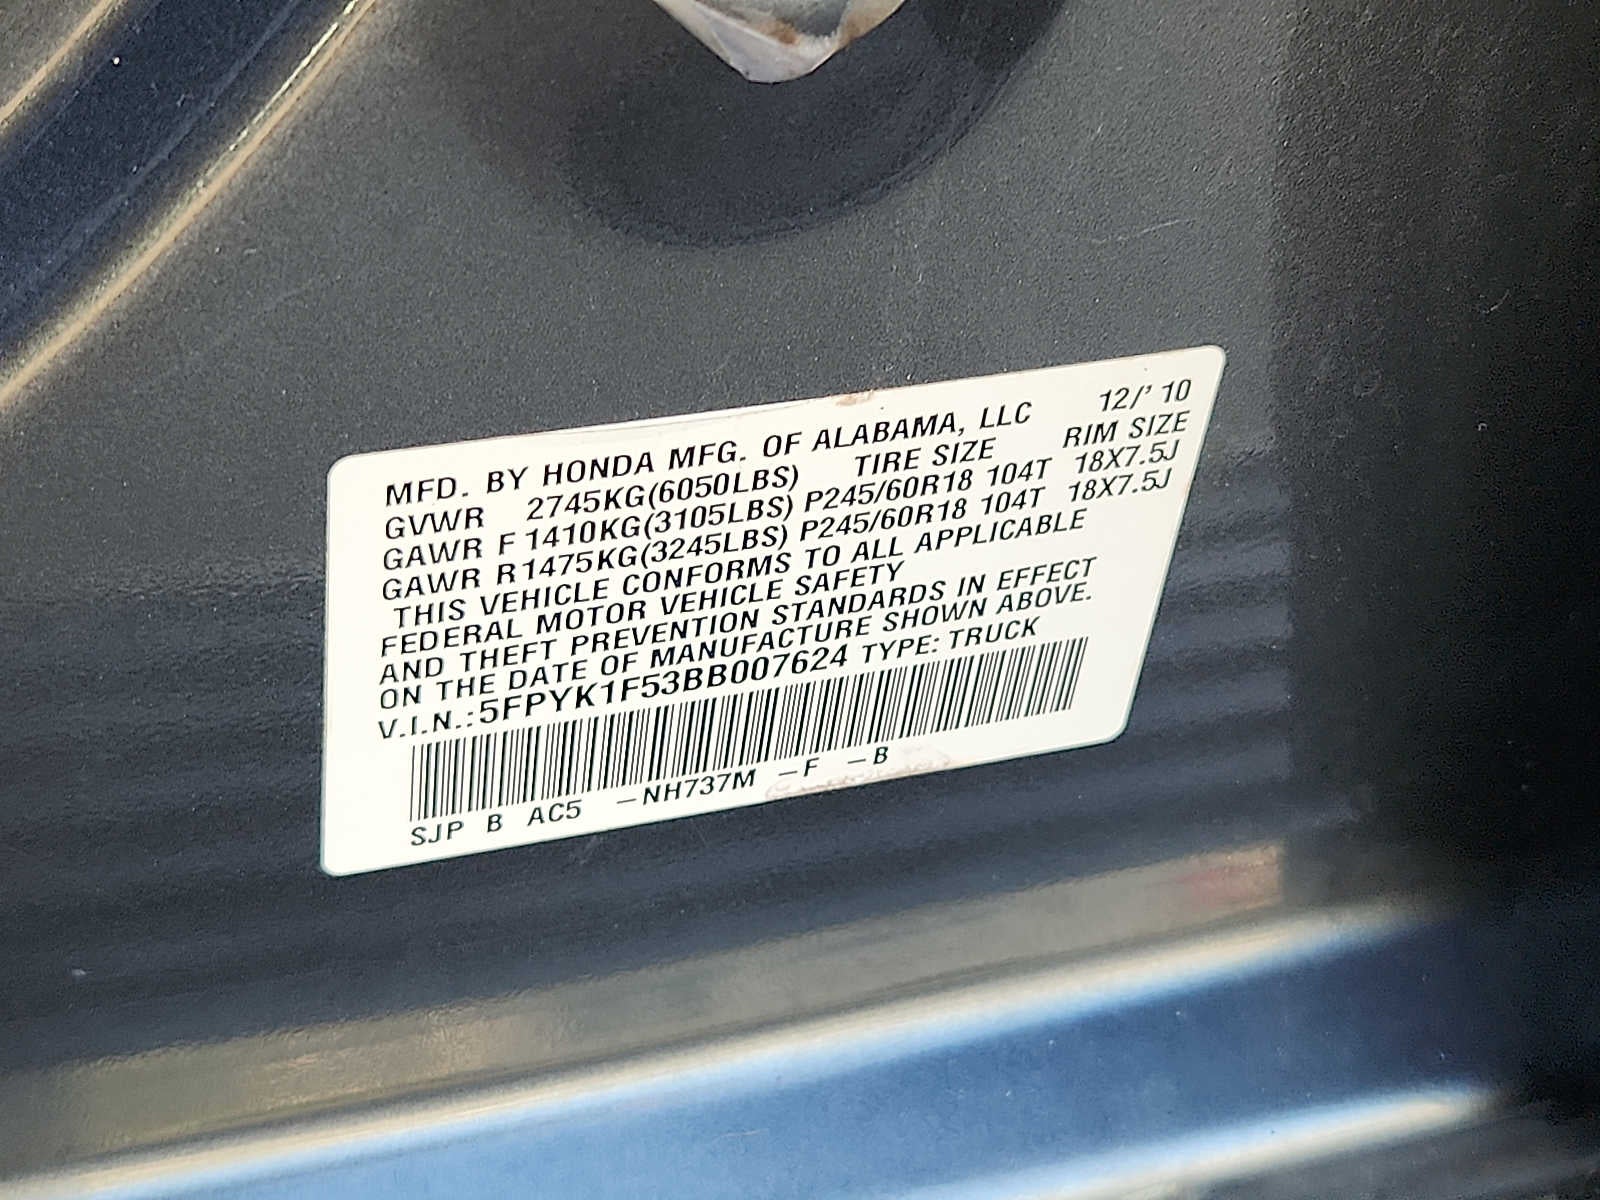 MFD. BY HONDA MFG. OF ALABAMA, LLC 12/' 10
GVWR 2745KG(6050LBS) TIRE SIZE RIM SIZE
GAWR F 1410KG(3105LBS) P245/60R18 104T 18X7.5J
GAWR R 1475KG(3245LBS) P245/60R18 104T 18X7.5J
THIS VEHICLE CONFORMS TO ALL APPLICABLE
FEDERAL MOTOR VEHICLE SAFETY
AND THEFT PREVENTION STANDARDS IN EFFECT
ON THE DATE OF MANUFACTURE SHOWN ABOVE.
V.I.N.: 5FPYK1F53BB007624 TYPE: TRUCK
SJP B AC5 -NH737M -F -B